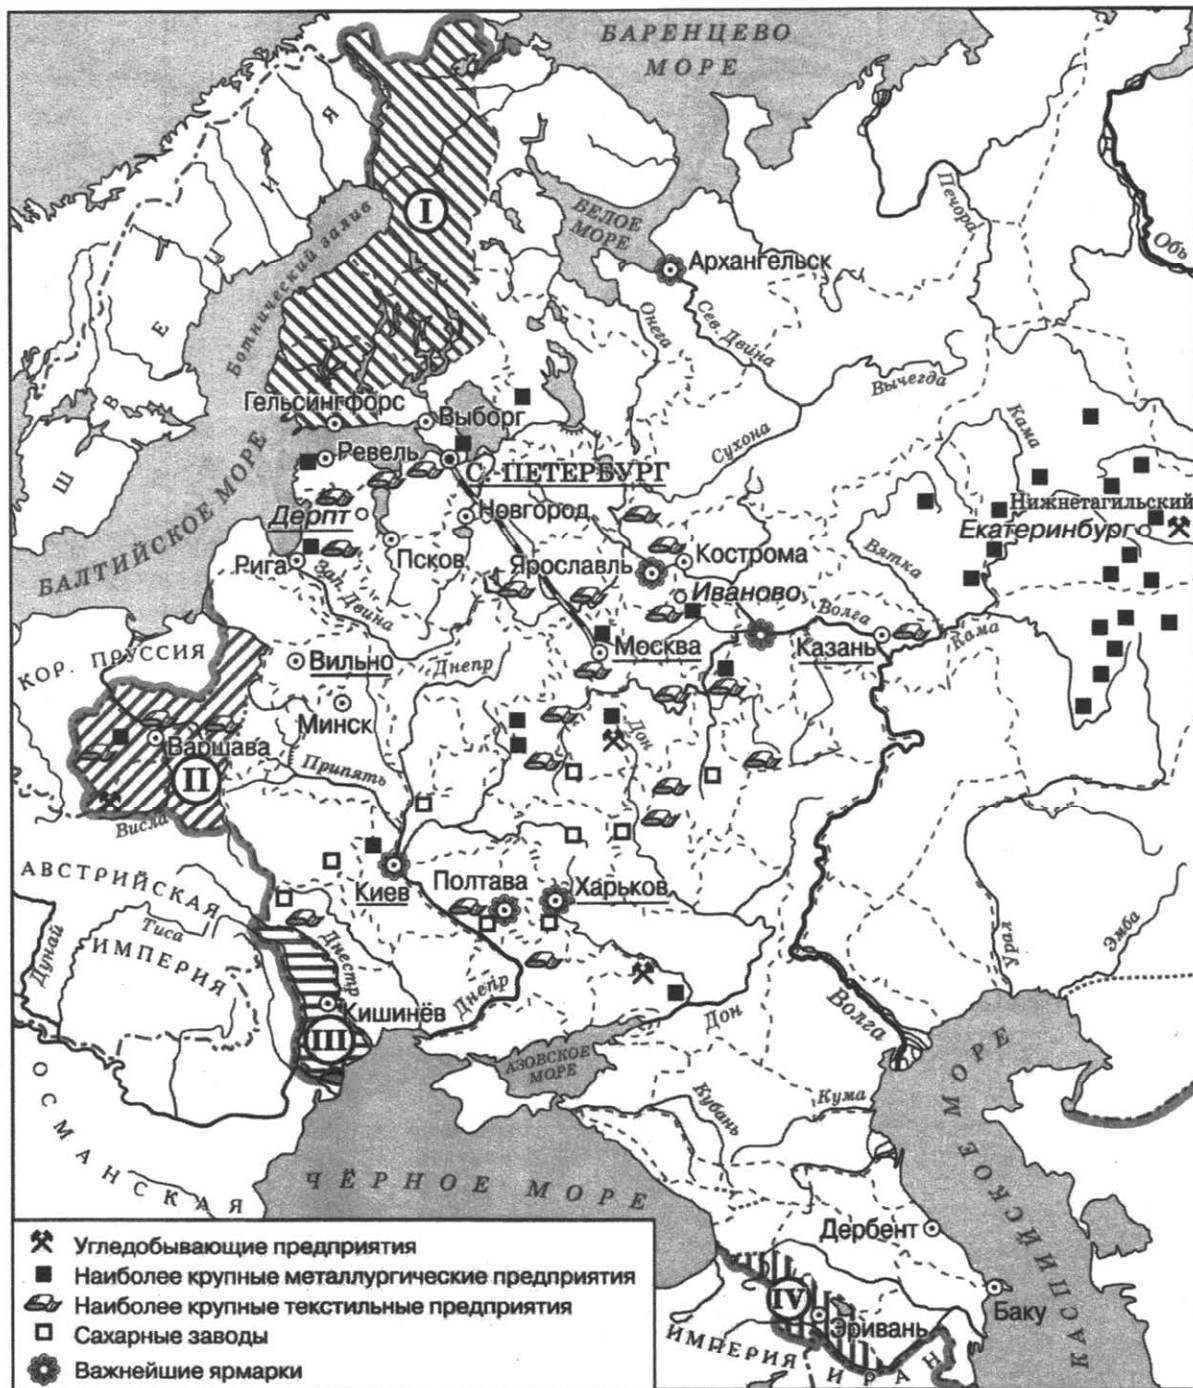 БАРЕНЦЕВО
МОРЕ
ШВЕЦИЯ
I
Ботнический залив
БЕЛОЕ
МОРЕ
Архангельск
Печора
Обь
Онега
Сев. Двина
Вычегда
Сухона
Кама
Гельсингфорс
Выборг
Ревель
С.-ПЕТЕРБУРГ
БАЛТИЙСКОЕ МОРЕ
Дерпт
Новгород
Нижнетагильский
Екатеринбург
Рига
Псков
Зап. Двина
Ярославль
Кострома
Иваново
Вятка
Волга
Кама
КОР. ПРУССИЯ
Вильно
Днепр
Москва
Казань
Минск
Дон
Варшава
II
Припять
Висла
АВСТРИЙСКАЯ
ИМПЕРИЯ
Тиса
Дунай
Киев
Полтава
Харьков
Днестр
Днепр
Кишинёв
III
Дон
Волга
Урал
Эмба
АЗОВСКОЕ
МОРЕ
Кубань
Кума
ОСМАНСКАЯ
ЧЁРНОЕ МОРЕ
КАСПИЙСКОЕ МОРЕ
Дербент
Баку
IV
Эривань
ИМПЕРИЯ
ИРАН
Угледобывающие предприятия
Наиболее крупные металлургические предприятия
Наиболее крупные текстильные предприятия
Сахарные заводы
Важнейшие ярмарки